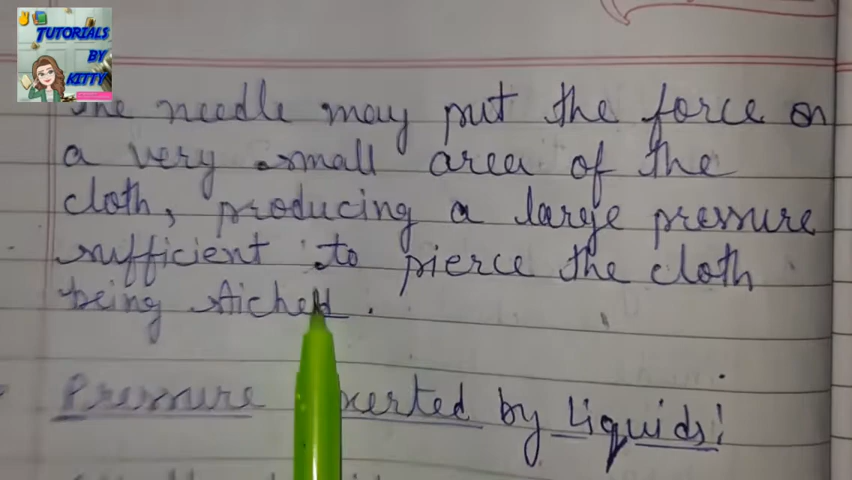 TUTORIALS
BY
KITTY
The needle may put the force on
a very small area of the
cloth, producing a large pressure
sufficient to pierce the cloth
being stiched.
Pressure exerted by Liquids: